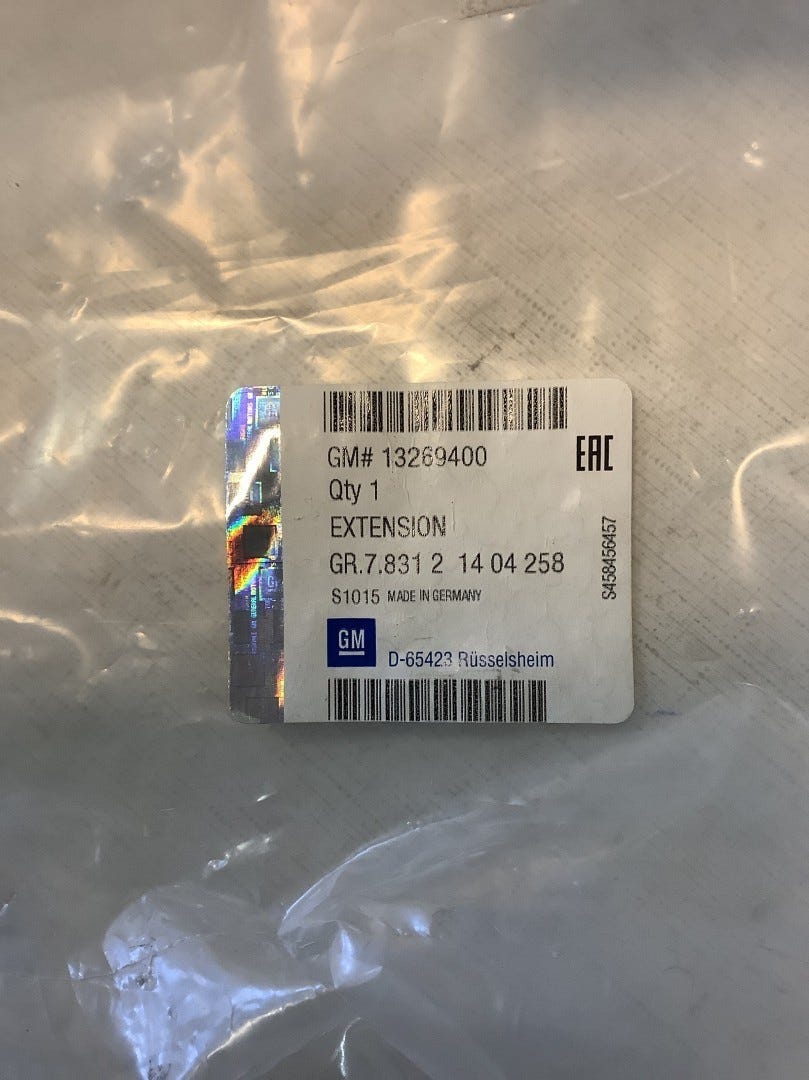 GM# 13269400
EAC
Qty 1
EXTENSION
GR.7.831 2 14 04 258
S1015 MADE IN GERMANY
S458456457
GM
D-65423 Rüsselsheim